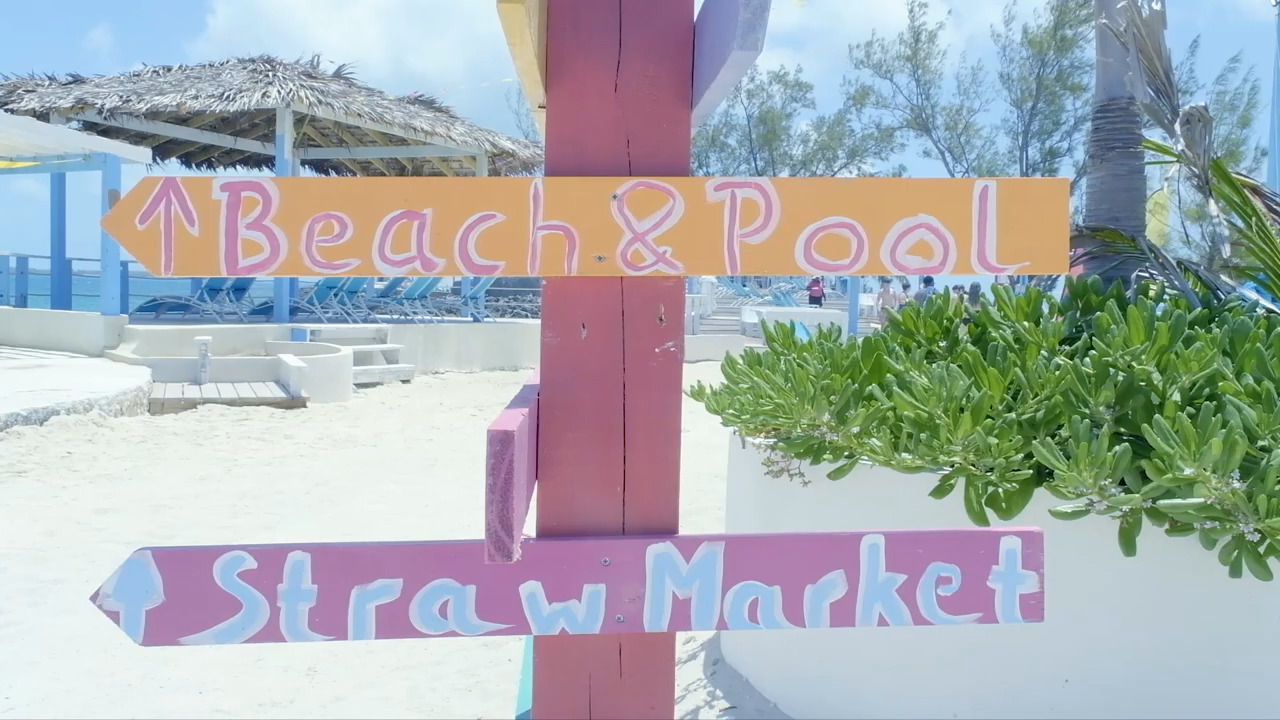 ↑ Beach & Pool
↑ Straw Market